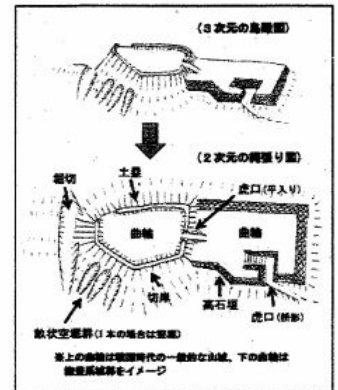 (3次元の鳥瞰図)
(2次元の縄張り図)
堀切
土塁
虎口(平入り)
曲輪
曲輪
切岸
高石垣
虎口(枡形)
畝状空堀群(1本の場合は竪堀)
※上の曲輪は戦国時代の一般的な山城、下の曲輪は
織豊系城郭をイメージ